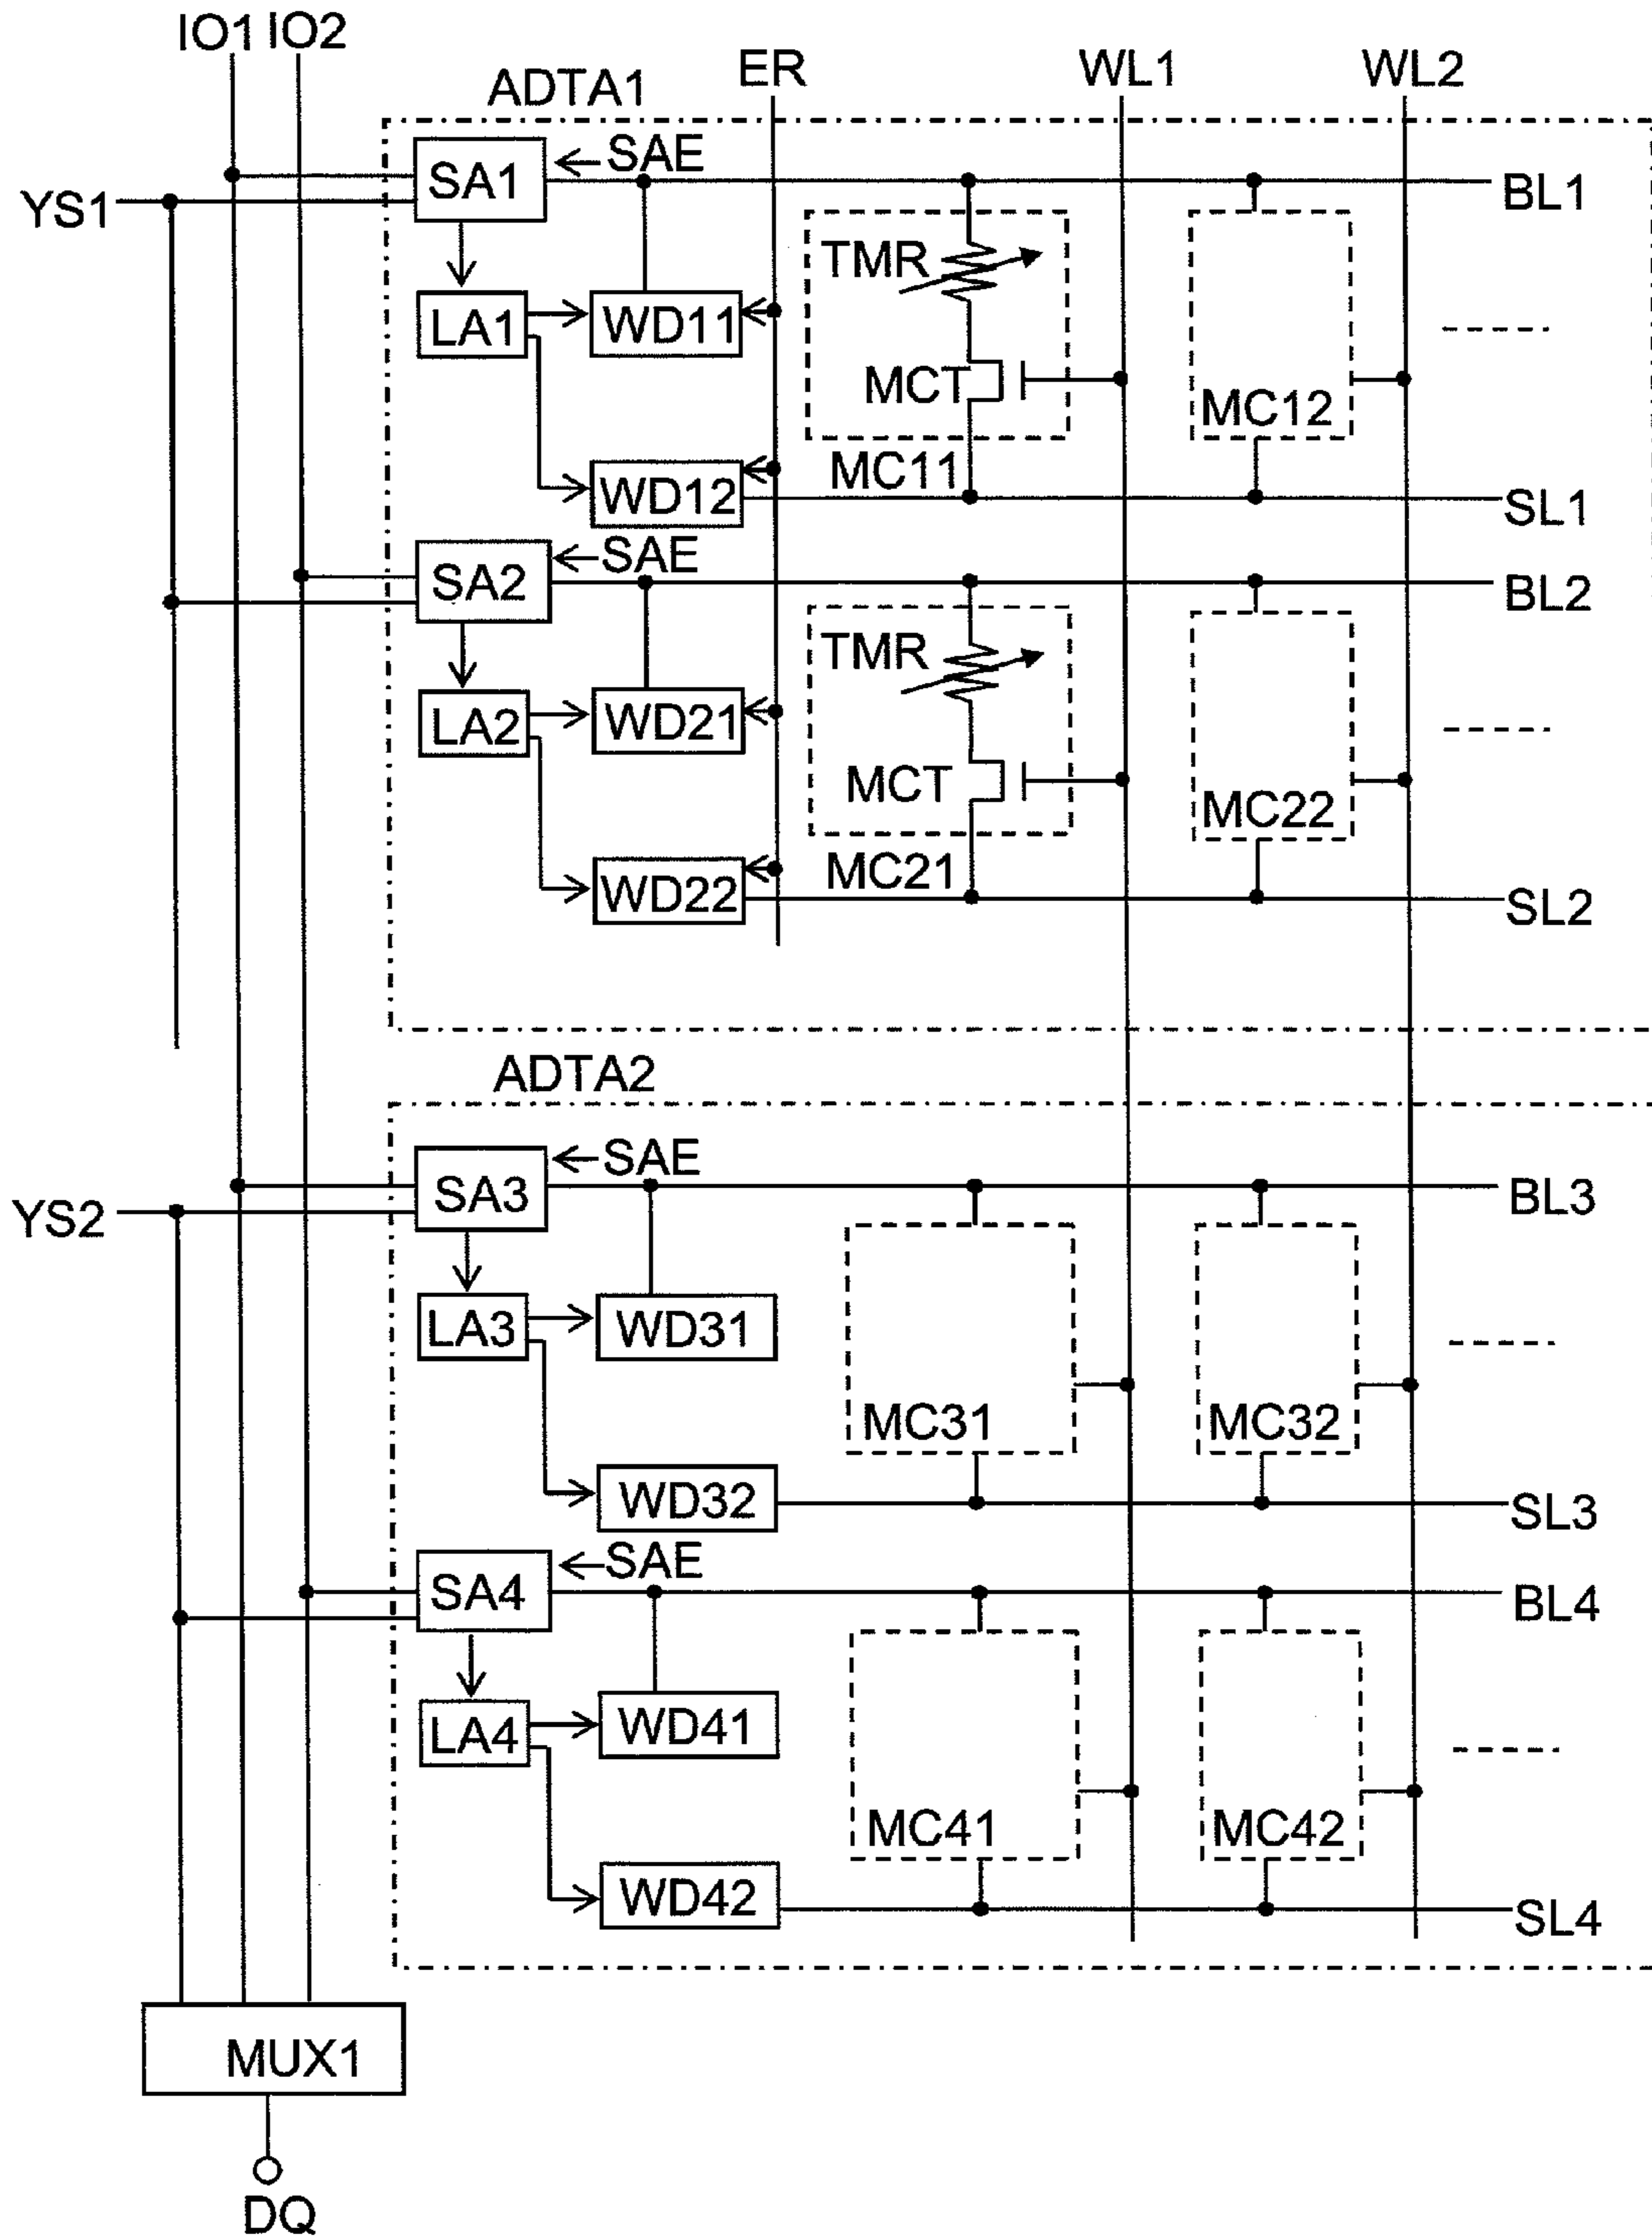 IO1 IO2
ADTA1 ER WL1 WL2
SA1 SAE BL1
YS1
TMR
LA1 WD11
MCT MC12
MC11
WD12 SL1
SAE
SA2 BL2
TMR
LA2 WD21
MCT MC22
MC21
WD22 SL2
ADTA2
SAE
SA3 BL3
YS2
LA3 WD31
MC31 MC32
WD32 SL3
SAE
SA4 BL4
LA4 WD41
MC41 MC42
WD42 SL4
MUX1
DQ